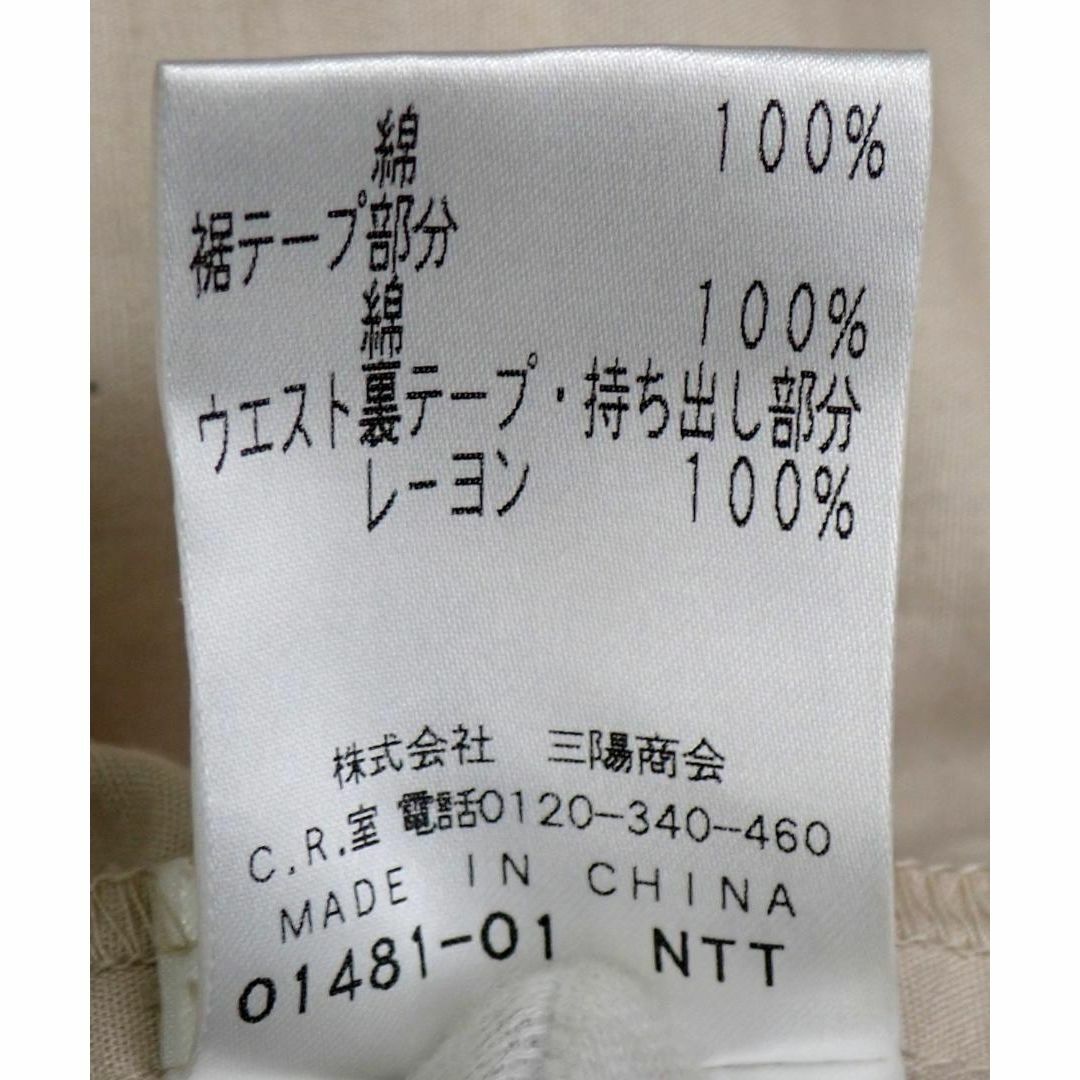 綿 100%
裾テープ部分
綿 100%
ウエスト裏テープ・持ち出し部分
レーヨン 100%
株式会社 三陽商会
C.R.室 電話0120-340-460
MADE IN CHINA
01481-01 NTT